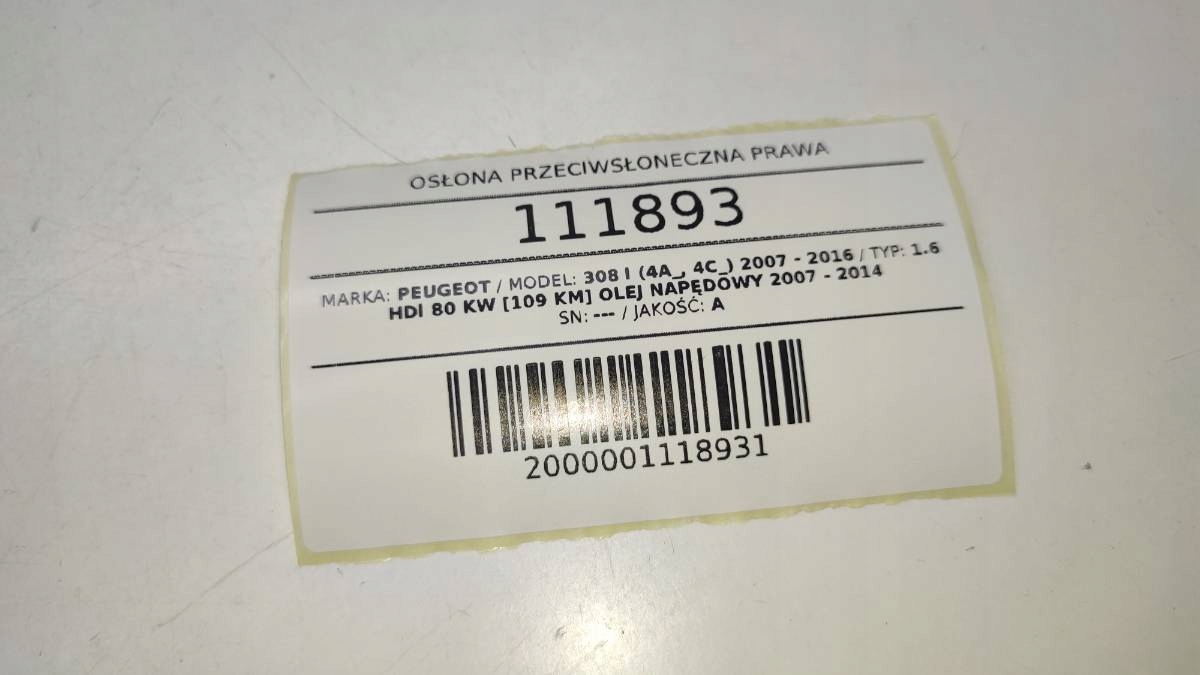 OSŁONA PRZECIWSŁONECZNA PRAWA
111893
MARKA: PEUGEOT / MODEL: 308 I (4A_, 4C_) 2007 - 2016 / TYP: 1.6
HDI 80 KW [109 KM] OLEJ NAPĘDOWY 2007 - 2014
SN: --- / JAKOŚĆ: A
2000001118931